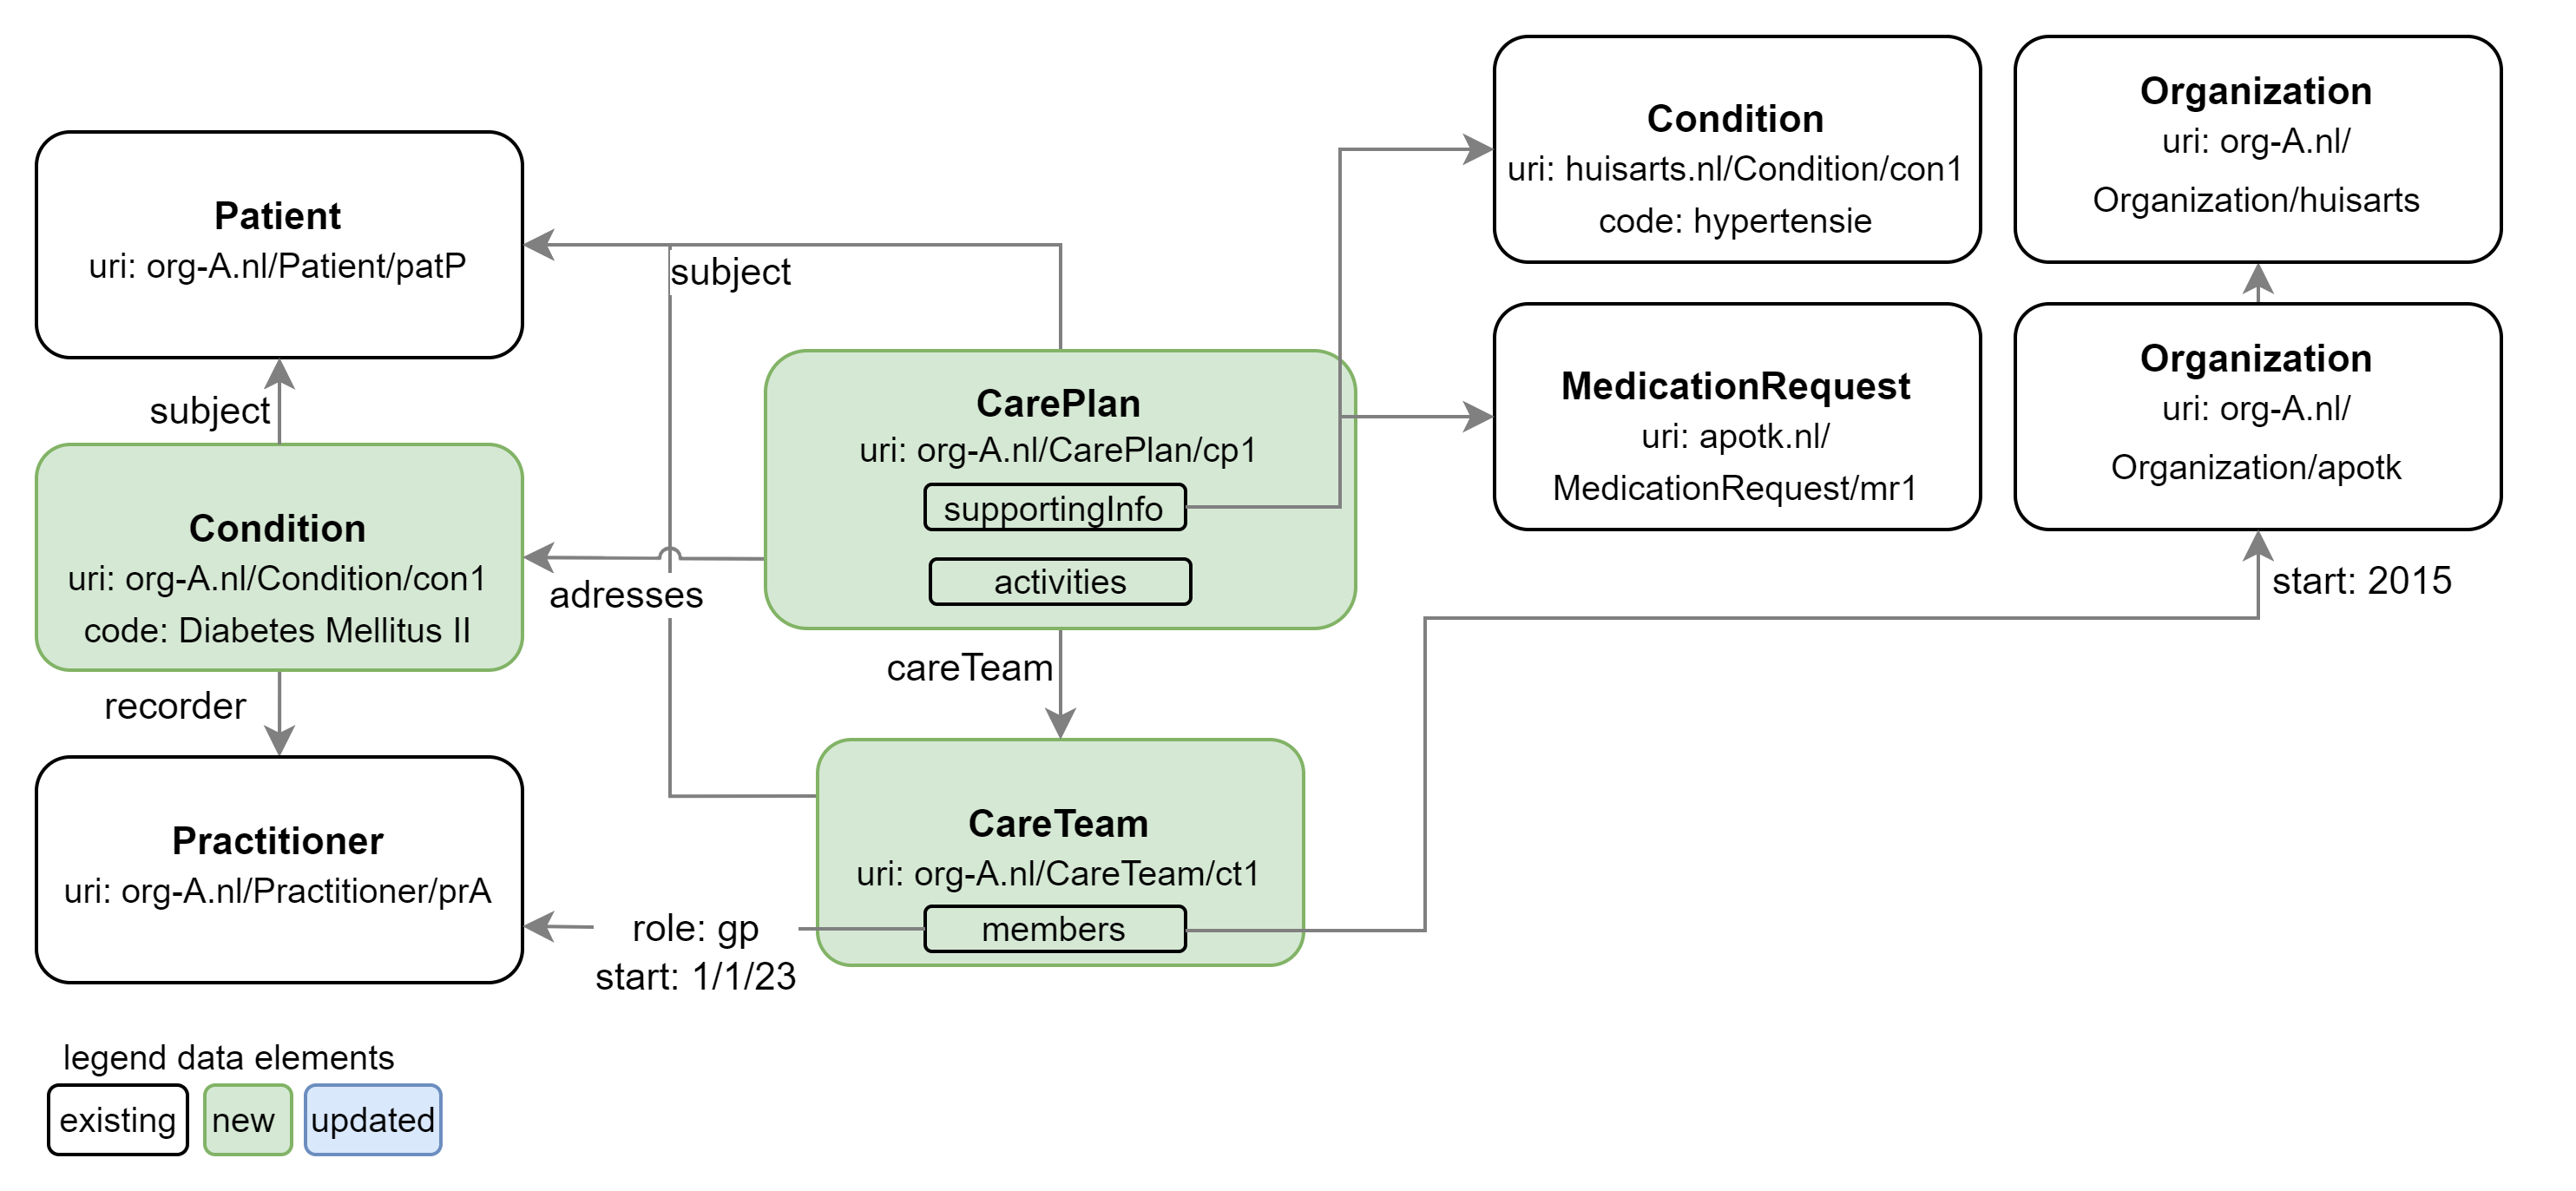 Patient
uri: org-A.nl/Patient/patP
subject
Condition
uri: org-A.nl/Condition/con1
code: Diabetes Mellitus II
recorder
Practitioner
uri: org-A.nl/Practitioner/prA
subject
adresses
CarePlan
uri: org-A.nl/CarePlan/cp1
supportingInfo
activities
careTeam
CareTeam
uri: org-A.nl/CareTeam/ct1
members
role: gp
start: 1/1/23
Condition
uri: huisarts.nl/Condition/con1
code: hypertensie
MedicationRequest
uri: apotk.nl/
MedicationRequest/mr1
Organization
uri: org-A.nl/
Organization/huisarts
Organization
uri: org-A.nl/
Organization/apotk
start: 2015
legend data elements
existing
new
updated